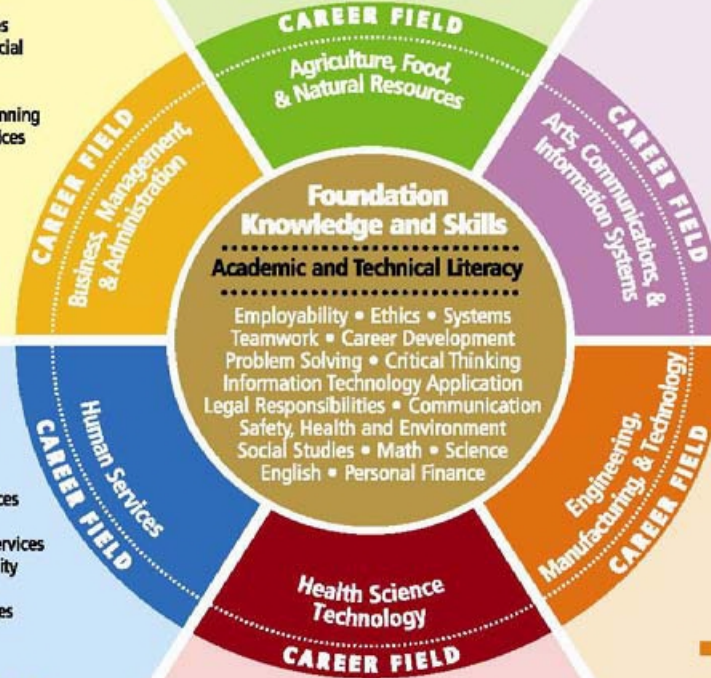 CAREER FIELD
Agriculture, Food,
& Natural Resources
CAREER FIELD
Arts, Communications, &
Information Systems
CAREER FIELD
Engineering,
Manufacturing, & Technology
CAREER FIELD
Health Science
Technology
CAREER FIELD
Human Services
CAREER FIELD
Business, Management,
& Administration
Foundation
Knowledge and Skills
Academic and Technical Literacy
Employability • Ethics • Systems
Teamwork • Career Development
Problem Solving • Critical Thinking
Information Technology Application
Legal Responsibilities • Communication
Safety, Health and Environment
Social Studies • Math • Science
English • Personal Finance